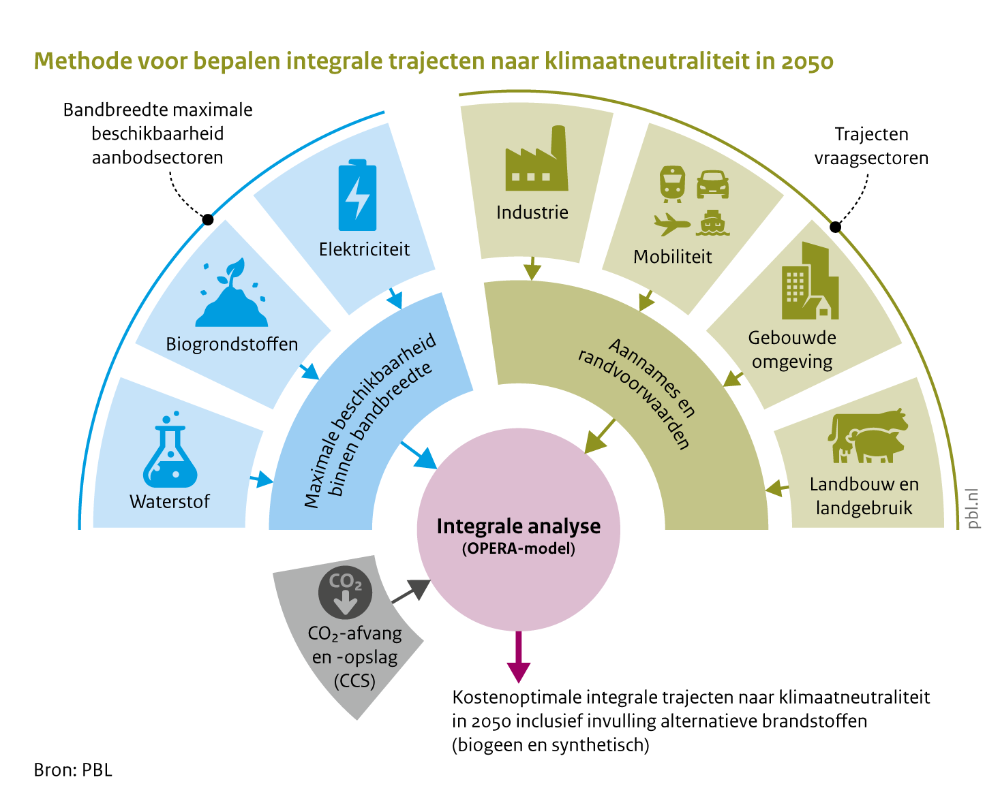 Methode voor bepalen integrale trajecten naar klimaatneutraliteit in 2050
Bandbreedte maximale
beschikbaarheid
aanbodsectoren
Trajecten
vraagsectoren
Elektriciteit
Biogrondstoffen
Waterstof
Industrie
Mobiliteit
Gebouwde
omgeving
Landbouw en
landgebruik
Maximale beschikbaarheid
binnen bandbreedte
Aannames en
randvoorwaarden
Integrale analyse
(OPERA-model)
CO₂
CO₂-afvang
en -opslag
(CCS)
Kostenoptimale integrale trajecten naar klimaatneutraliteit
in 2050 inclusief invulling alternatieve brandstoffen
(biogeen en synthetisch)
Bron: PBL
pbl.nl